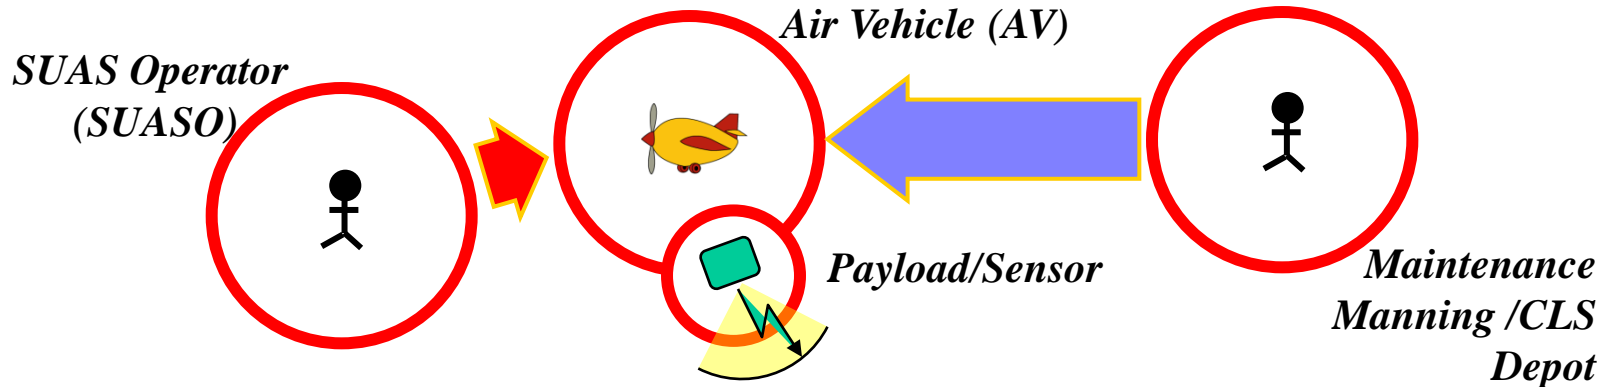 SUAS Operator
(SUASO)
Air Vehicle (AV)
Payload/Sensor
Maintenance
Manning /CLS
Depot